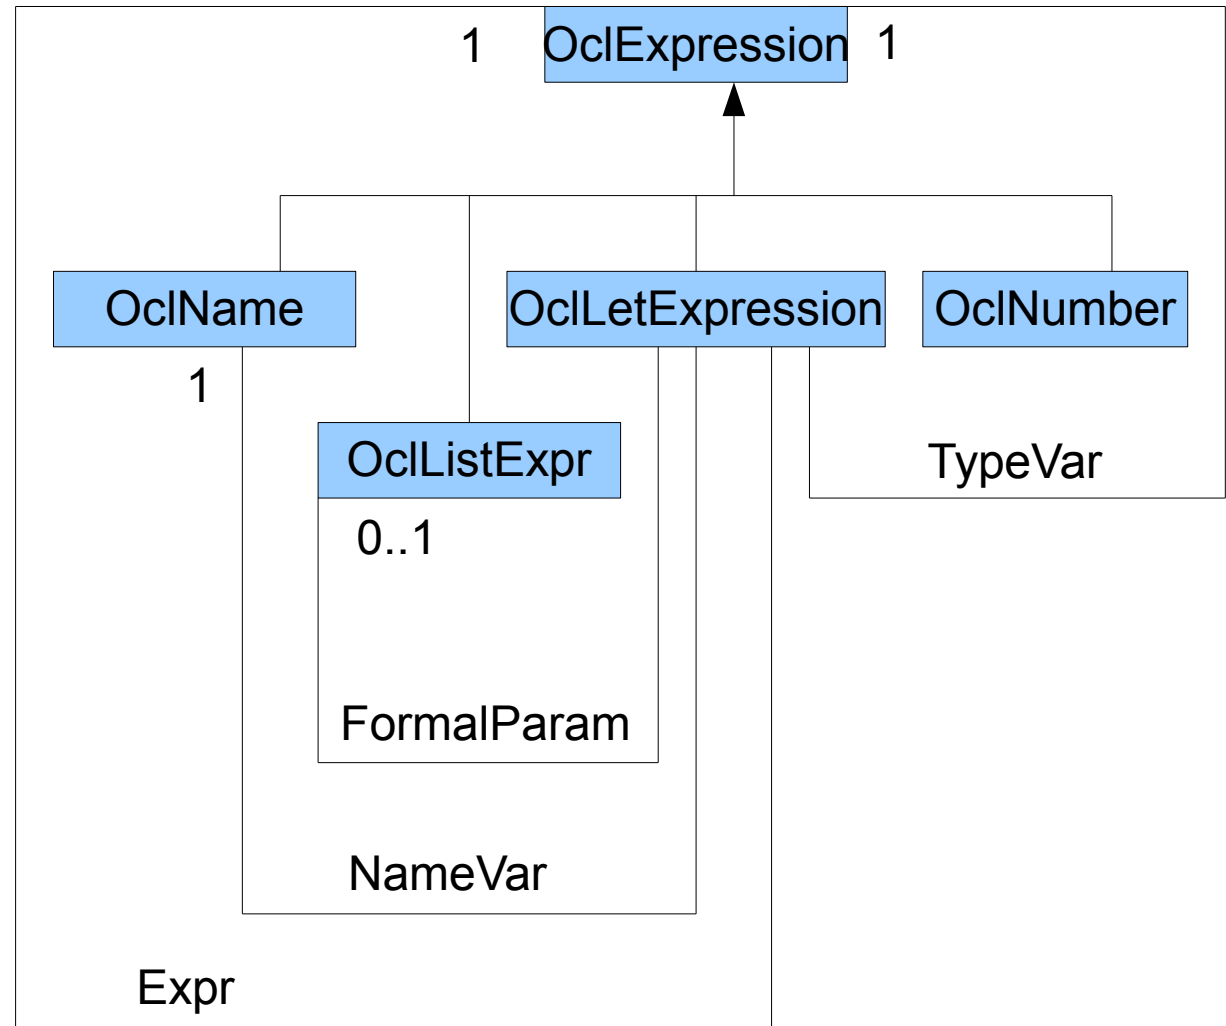 1 OclExpression 1
OclName OclLetExpression OclNumber
1
OclListExpr TypeVar
0..1
FormalParam
NameVar
Expr